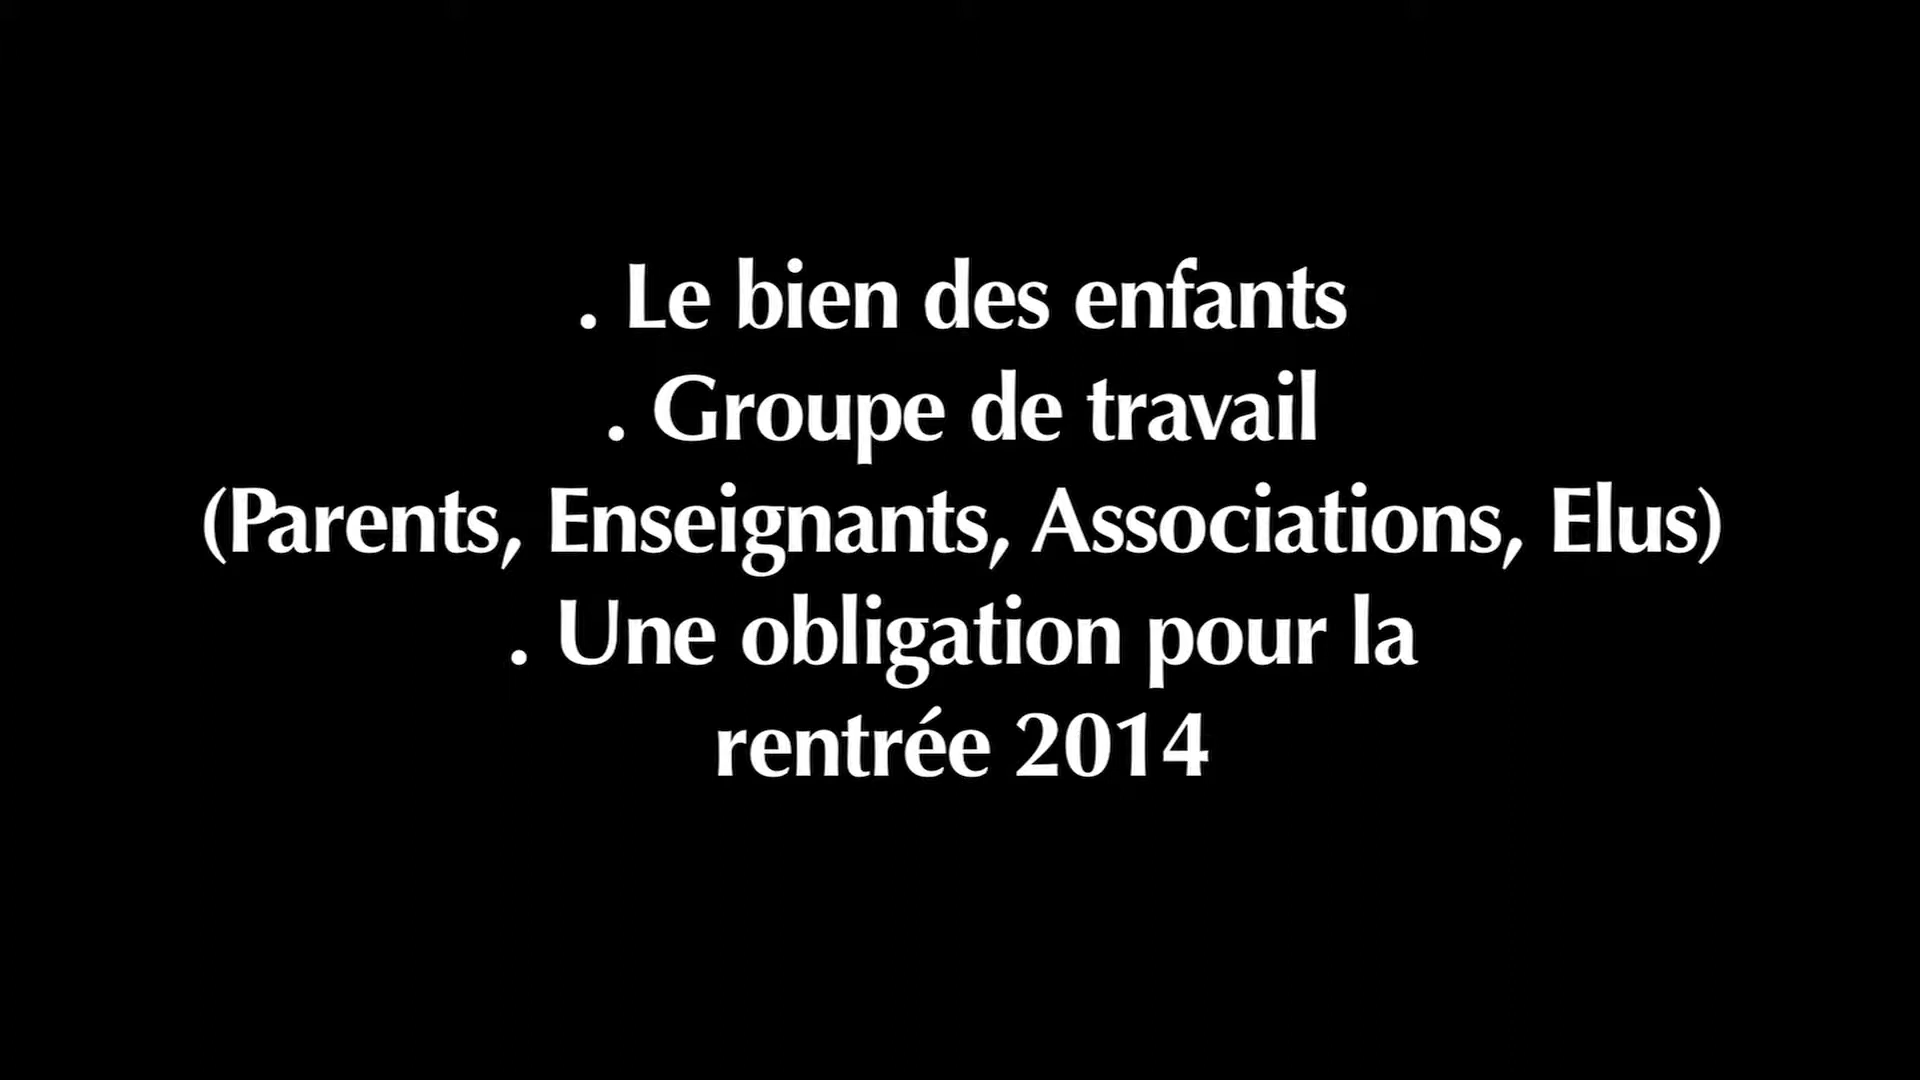 . Le bien des enfants
. Groupe de travail
(Parents, Enseignants, Associations, Elus)
. Une obligation pour la
rentrée 2014